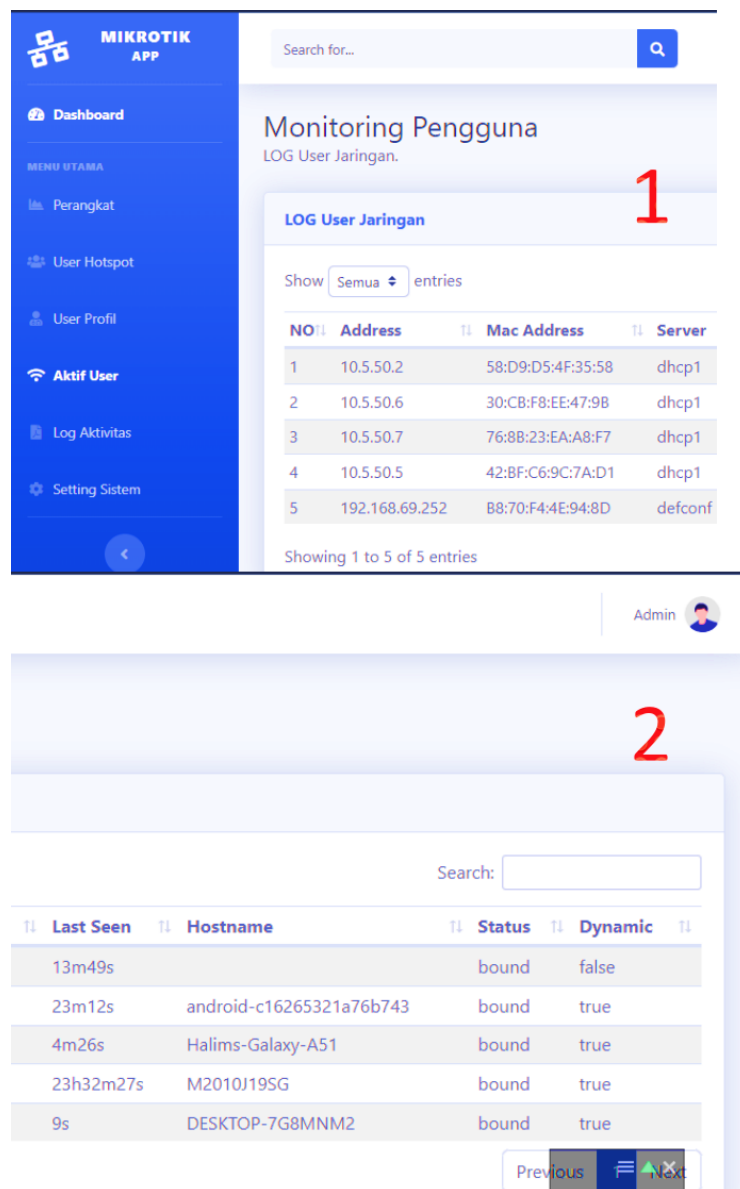 MIKROTIK
APP
Search for...
Dashboard
Monitoring Pengguna
LOG User Jaringan.
MENU UTAMA
1
Perangkat
LOG User Jaringan
User Hotspot
Show Semua entries
User Profil
NO Address Mac Address Server
Aktif User
1 10.5.50.2 58:D9:D5:4F:35:58 dhcp1
2 10.5.50.6 30:CB:F8:EE:47:9B dhcp1
Log Aktivitas
3 10.5.50.7 76:8B:23:EA:A8:F7 dhcp1
4 10.5.50.5 42:BF:C6:9C:7A:D1 dhcp1
Setting Sistem
5 192.168.69.252 B8:70:F4:4E:94:8D defconf
Showing 1 to 5 of 5 entries
Admin
2
Search:
Last Seen Hostname Status Dynamic
13m49s bound false
23m12s android-c16265321a76b743 bound true
4m26s Halims-Galaxy-A51 bound true
23h32m27s M2010J19SG bound true
9s DESKTOP-7G8MNM2 bound true
Previous Next